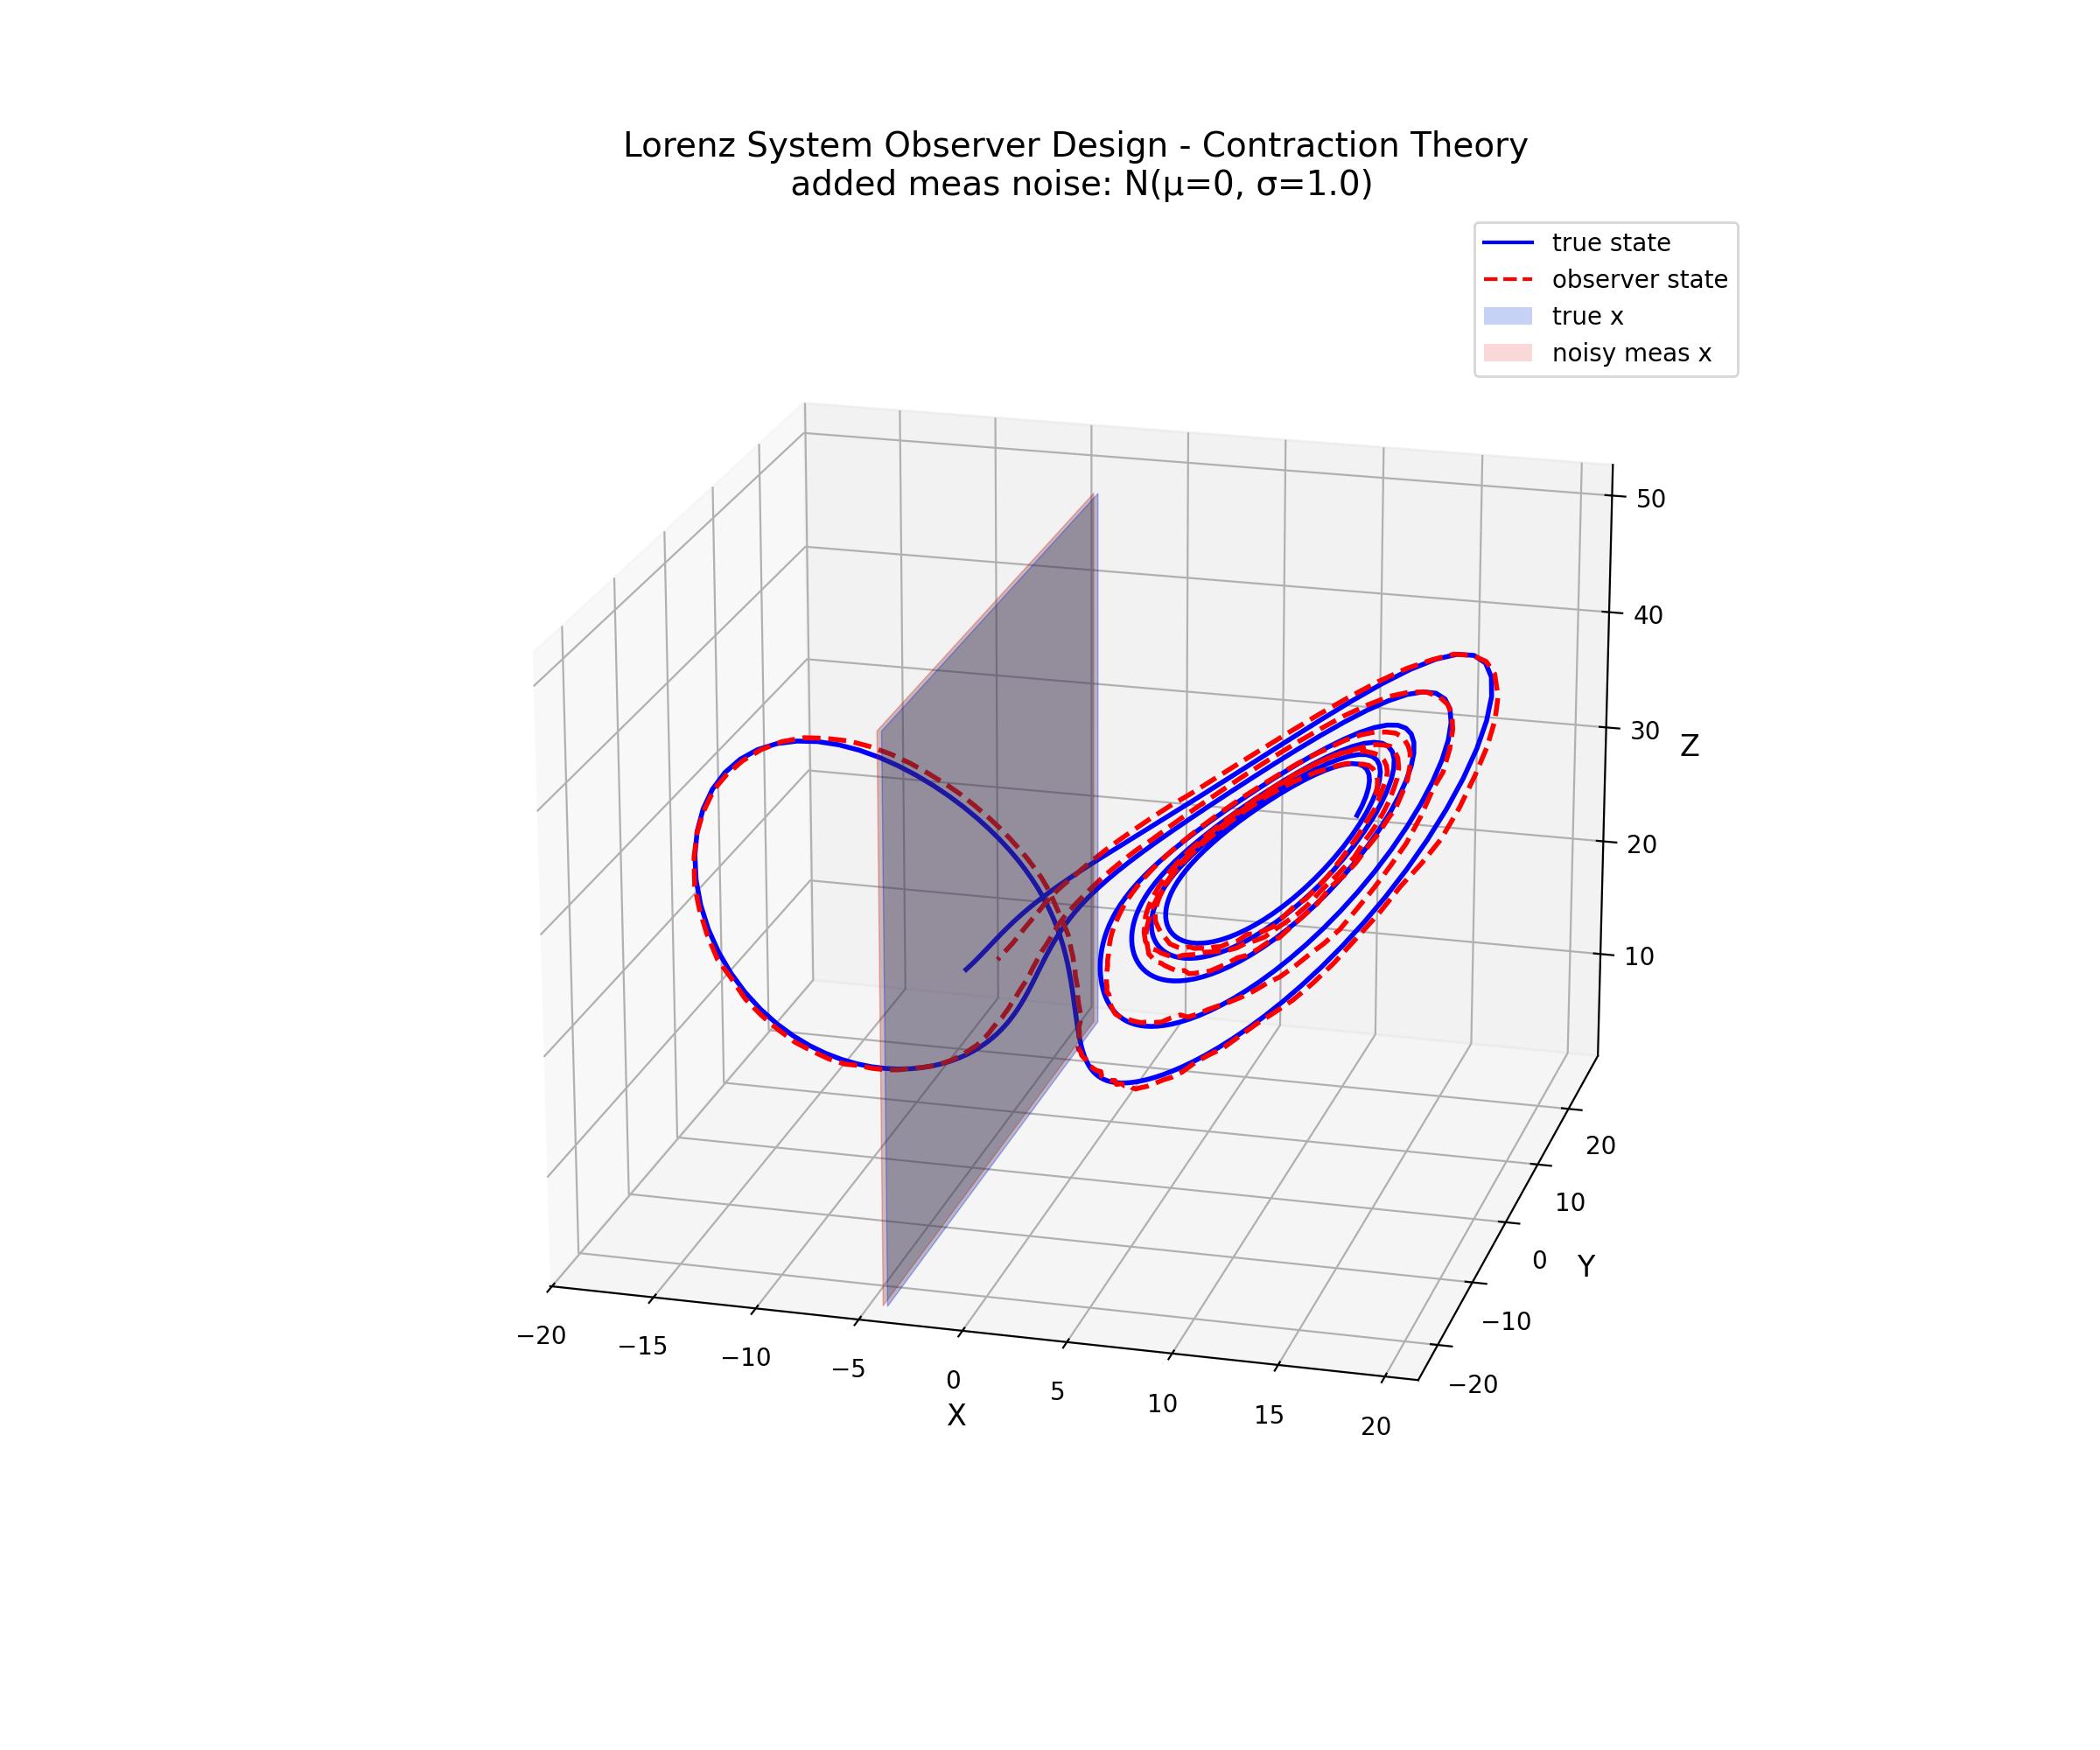 Lorenz System Observer Design - Contraction Theory
added meas noise: N(μ=0, σ=1.0)
true state
observer state
true x
noisy meas x
50
40
30
Z
20
10
20
10
0
Y
−10
−20
−20
−15
−10
−5
0
5
10
15
20
X